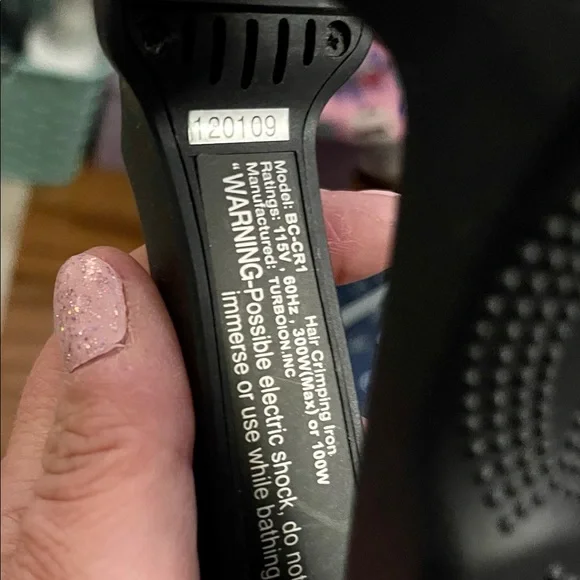 120109
Hair Crimping Iron
Model: BC-CR1
Ratings: 115V , 60Hz , 300W(Max) or 100W
Manufactured: TURBOION.INC
"WARNING-Possible electric shock, do not
immerse or use while bathing